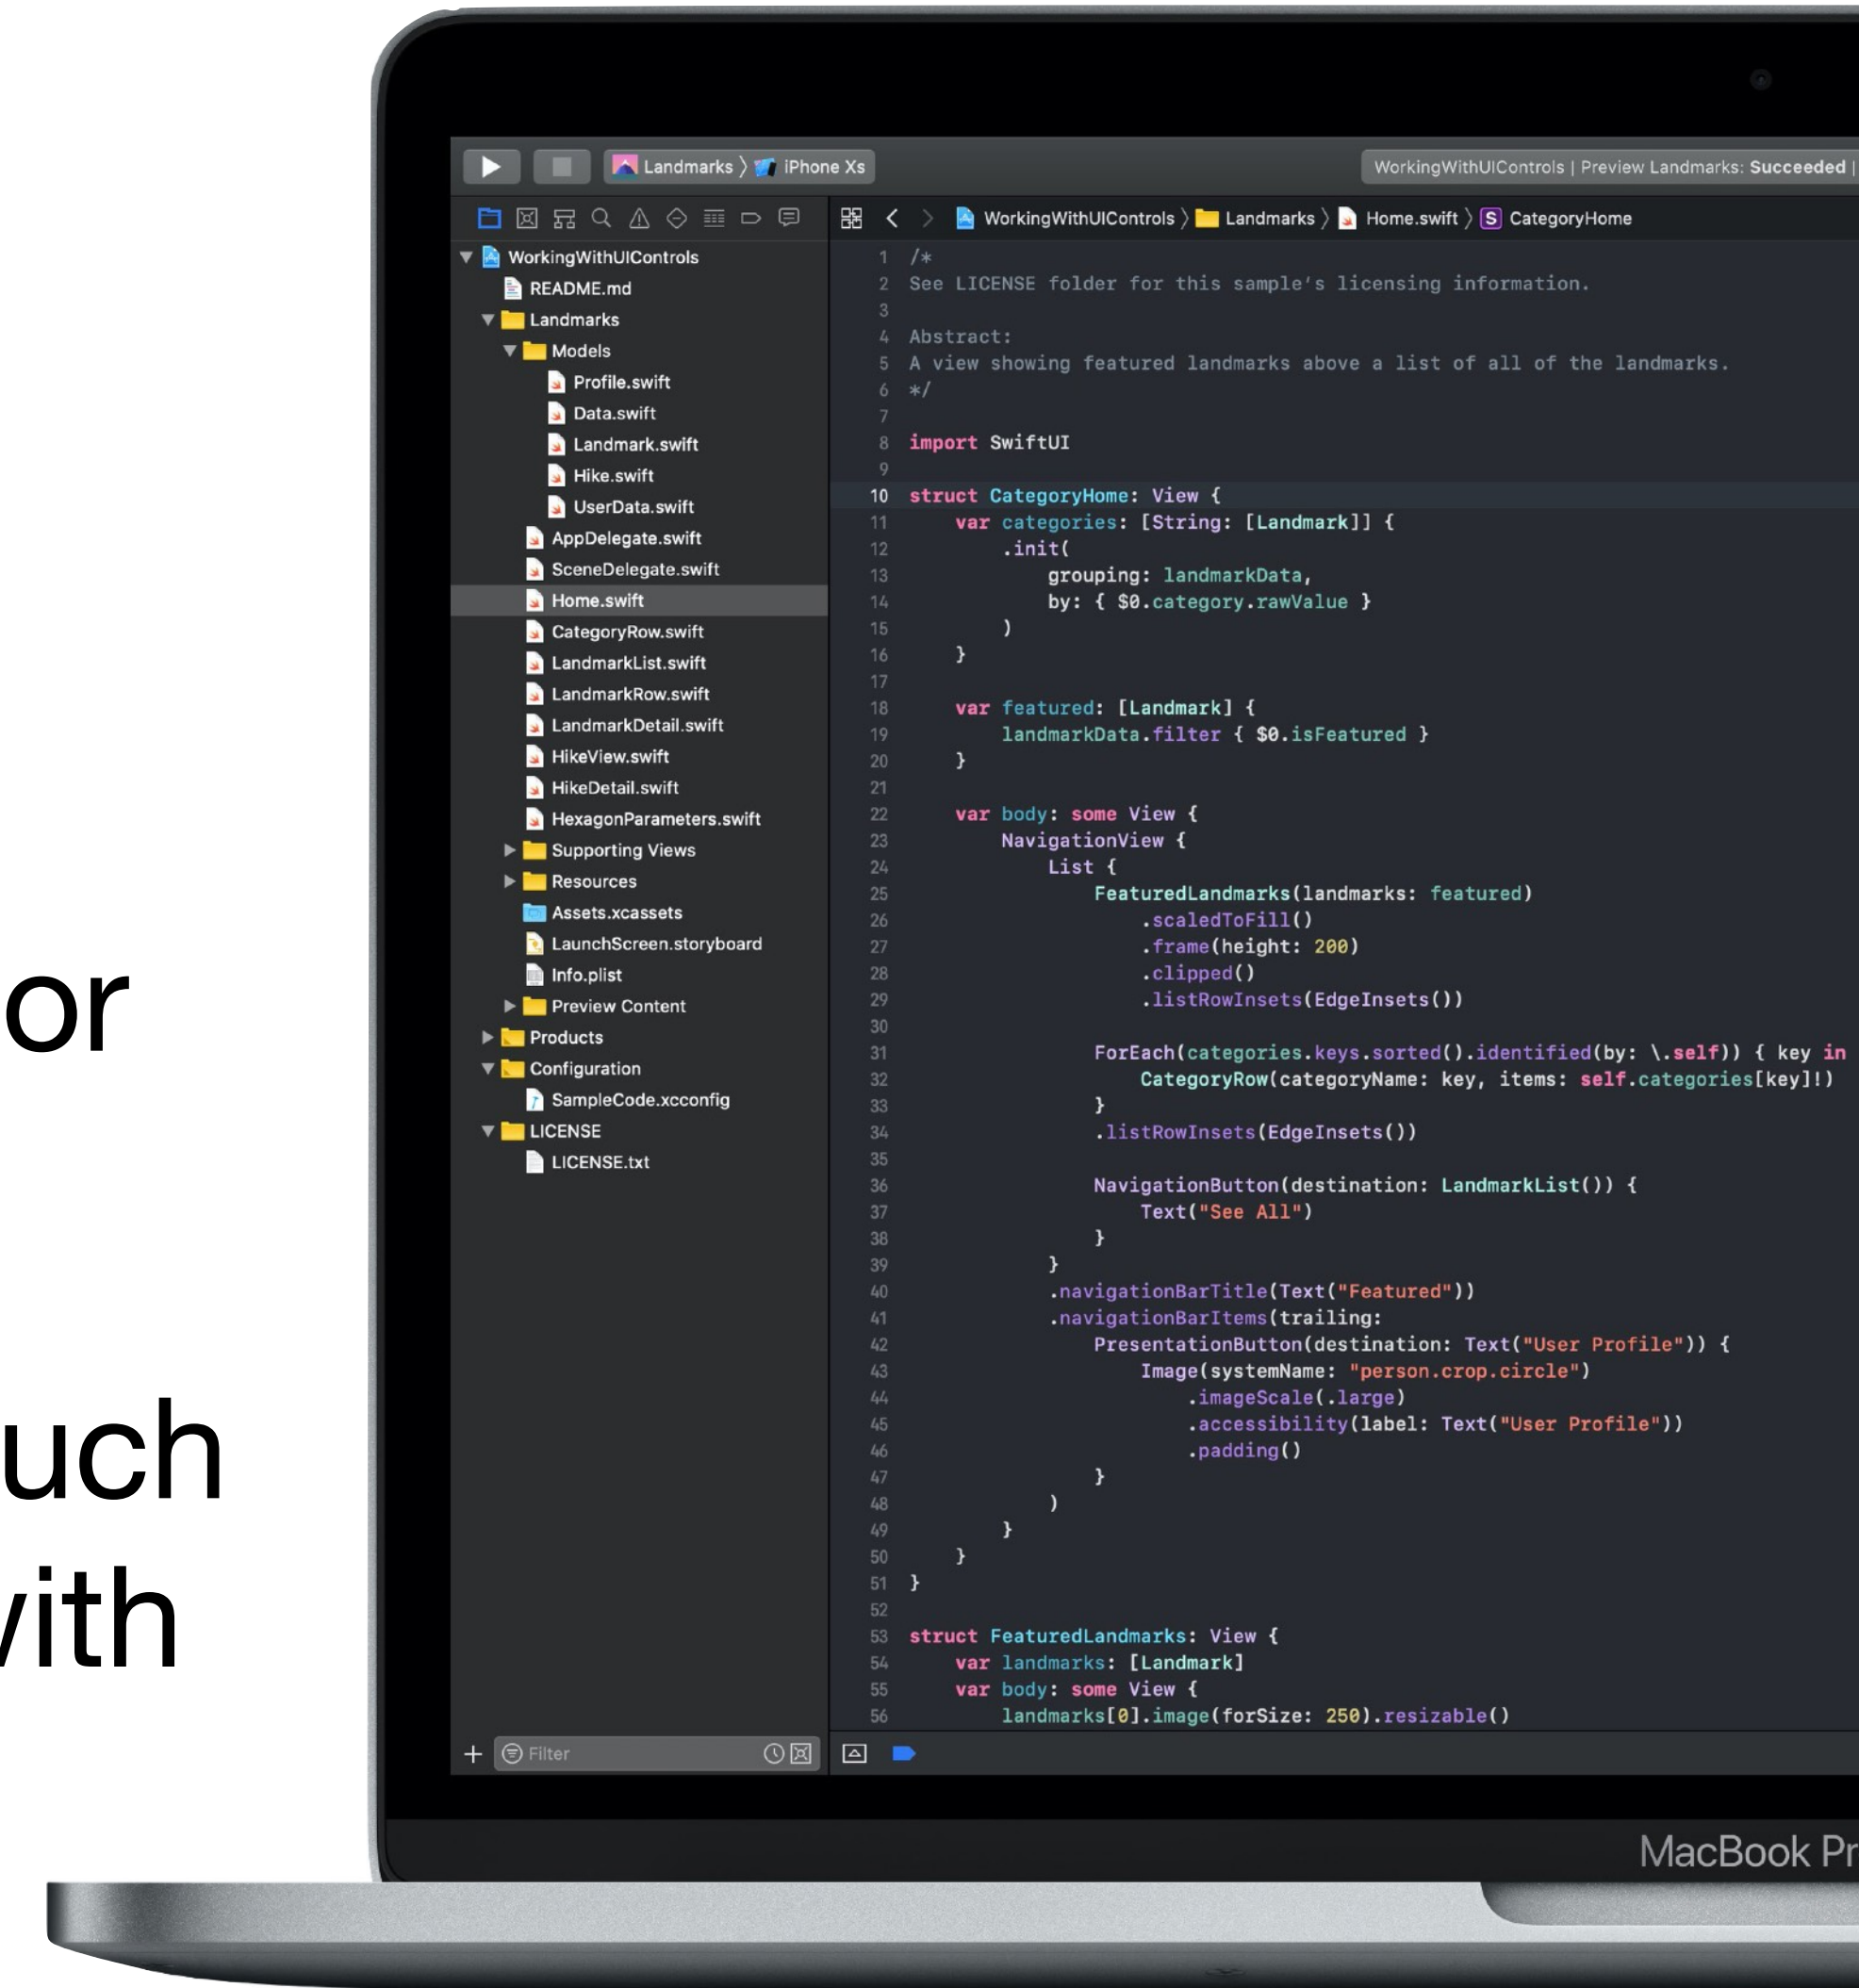 or
uch
with
Landmarks 〉 iPhone Xs
WorkingWithUIControls | Preview Landmarks: Succeeded |
WorkingWithUIControls
README.md
Landmarks
Models
Profile.swift
Data.swift
Landmark.swift
Hike.swift
UserData.swift
AppDelegate.swift
SceneDelegate.swift
Home.swift
CategoryRow.swift
LandmarkList.swift
LandmarkRow.swift
LandmarkDetail.swift
HikeView.swift
HikeDetail.swift
HexagonParameters.swift
Supporting Views
Resources
Assets.xcassets
LaunchScreen.storyboard
Info.plist
Preview Content
Products
Configuration
SampleCode.xcconfig
LICENSE
LICENSE.txt
Filter
WorkingWithUIControls 〉 Landmarks 〉 Home.swift 〉 S CategoryHome
1 /*
2 See LICENSE folder for this sample’s licensing information.
3
4 Abstract:
5 A view showing featured landmarks above a list of all of the landmarks.
6 */
7
8 import SwiftUI
9
10 struct CategoryHome: View {
11     var categories: [String: [Landmark]] {
12         .init(
13             grouping: landmarkData,
14             by: { $0.category.rawValue }
15         )
16     }
17
18     var featured: [Landmark] {
19         landmarkData.filter { $0.isFeatured }
20     }
21
22     var body: some View {
23         NavigationView {
24             List {
25                 FeaturedLandmarks(landmarks: featured)
26                     .scaledToFill()
27                     .frame(height: 200)
28                     .clipped()
29                     .listRowInsets(EdgeInsets())
30
31                 ForEach(categories.keys.sorted().identified(by: \.self)) { key in
32                     CategoryRow(categoryName: key, items: self.categories[key]!)
33                 }
34                 .listRowInsets(EdgeInsets())
35
36                 NavigationButton(destination: LandmarkList()) {
37                     Text("See All")
38                 }
39             }
40             .navigationBarTitle(Text("Featured"))
41             .navigationBarItems(trailing:
42                 PresentationButton(destination: Text("User Profile")) {
43                     Image(systemName: "person.crop.circle")
44                         .imageScale(.large)
45                         .accessibility(label: Text("User Profile"))
46                         .padding()
47                 }
48             )
49         }
50     }
51 }
52
53 struct FeaturedLandmarks: View {
54     var landmarks: [Landmark]
55     var body: some View {
56         landmarks[0].image(forSize: 250).resizable()
MacBook Pr